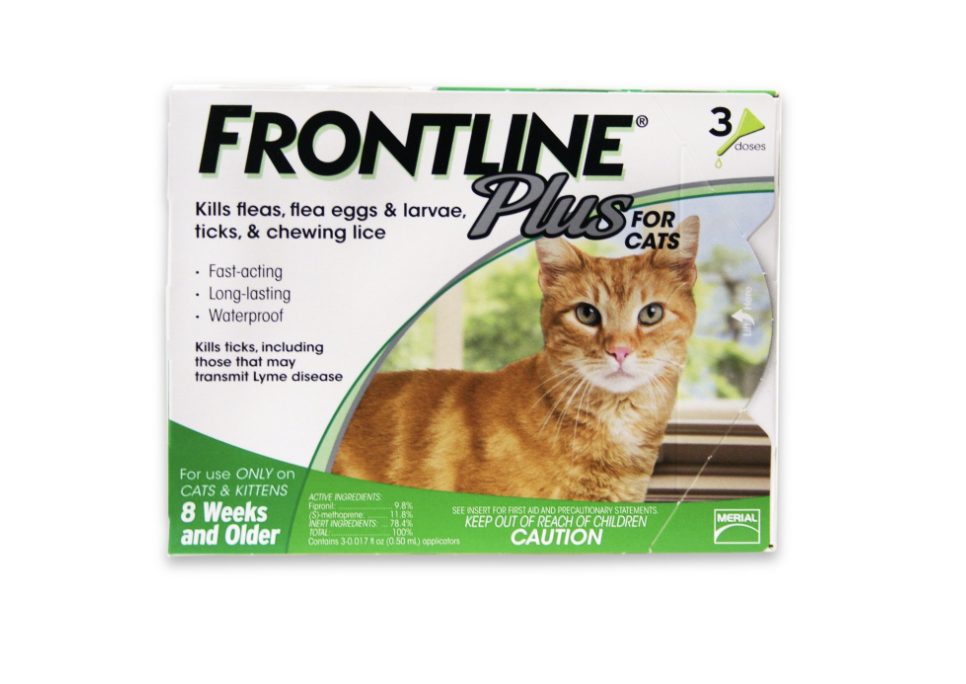 FRONTLINE®
Plus
FOR
CATS
3
doses
Kills fleas, flea eggs & larvae,
ticks, & chewing lice
· Fast-acting
· Long-lasting
· Waterproof
Kills ticks, including
those that may
transmit Lyme disease
For use ONLY on
CATS & KITTENS
8 Weeks
and Older
ACTIVE INGREDIENTS:
Fipronil: 9.8%
(S)-methoprene: 11.8%
INERT INGREDIENTS: 78.4%
TOTAL: 100%
Contains 3-0.017 fl oz (0.50 mL) applicators
SEE INSERT FOR FIRST AID AND PRECAUTIONARY STATEMENTS.
KEEP OUT OF REACH OF CHILDREN
CAUTION
MERIAL
Here